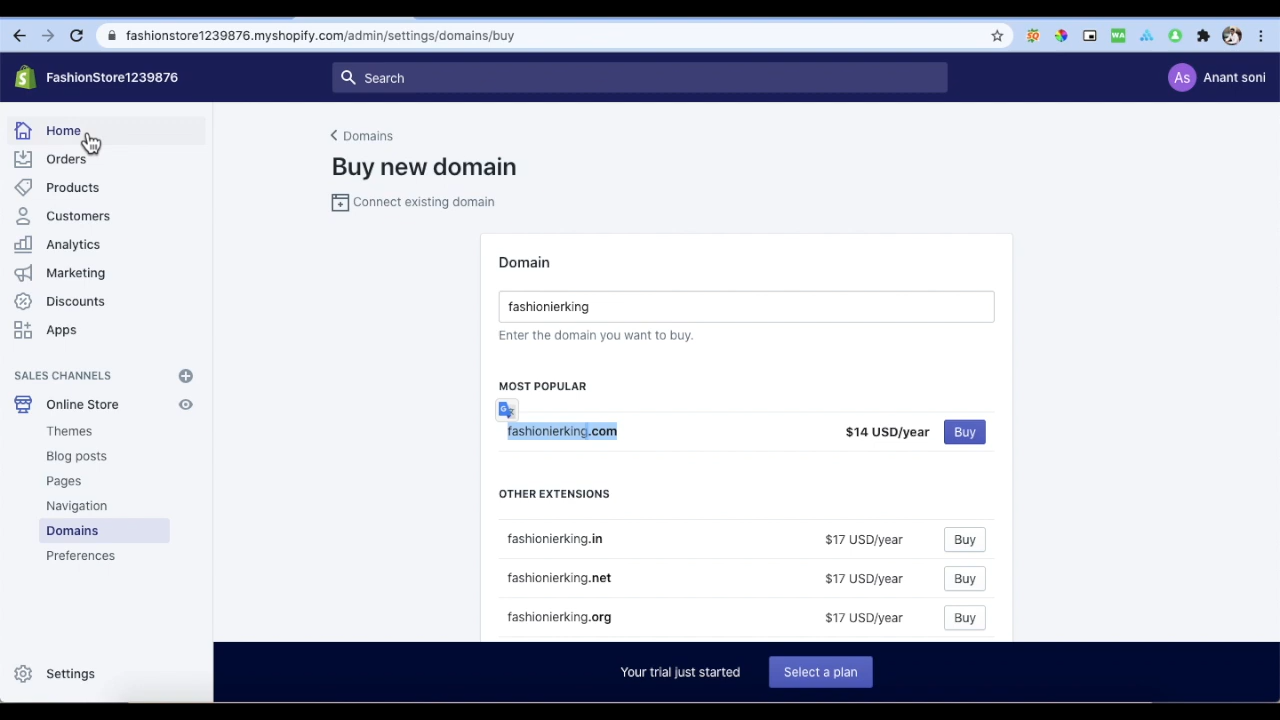 fashionstore1239876.myshopify.com/admin/settings/domains/buy
FashionStore1239876
Search
As
Anant soni
Home
Orders
Products
Customers
Analytics
Marketing
Discounts
Apps
SALES CHANNELS
Online Store
Themes
Blog posts
Pages
Navigation
Domains
Preferences
Settings
Domains
Buy new domain
Connect existing domain
Domain
fashionierking
Enter the domain you want to buy.
MOST POPULAR
fashionierking.com $14 USD/year Buy
OTHER EXTENSIONS
fashionierking.in $17 USD/year Buy
fashionierking.net $17 USD/year Buy
fashionierking.org $17 USD/year Buy
Your trial just started Select a plan